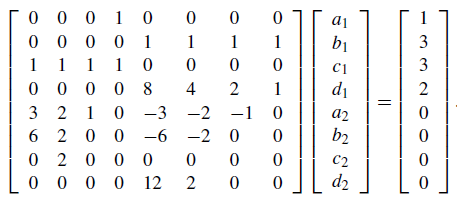 0 0 0 1 0 0 0 0 a₁ 1
0 0 0 0 1 1 1 1 b₁ 3
1 1 1 1 0 0 0 0 c₁ 3
0 0 0 0 8 4 2 1 d₁ = 2
3 2 1 0 −3 −2 −1 0 a₂ 0
6 2 0 0 −6 −2 0 0 b₂ 0
0 2 0 0 0 0 0 0 c₂ 0
0 0 0 0 12 2 0 0 d₂ 0 .